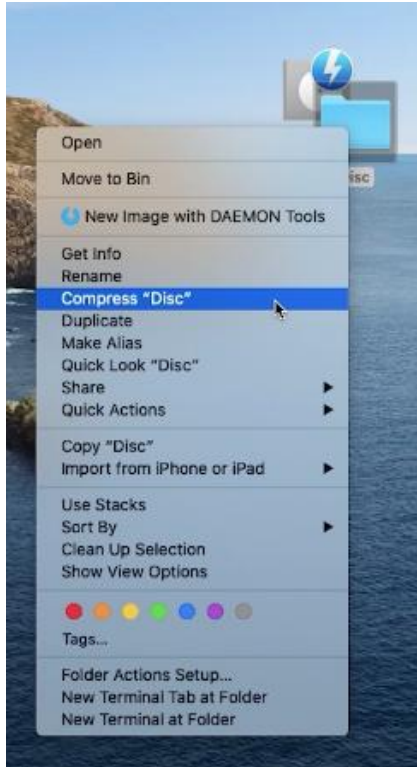 isc
Open
Move to Bin
New Image with DAEMON Tools
Get Info
Rename
Compress “Disc”
Duplicate
Make Alias
Quick Look “Disc”
Share
Quick Actions
Copy “Disc”
Import from iPhone or iPad
Use Stacks
Sort By
Clean Up Selection
Show View Options
Tags...
Folder Actions Setup...
New Terminal Tab at Folder
New Terminal at Folder